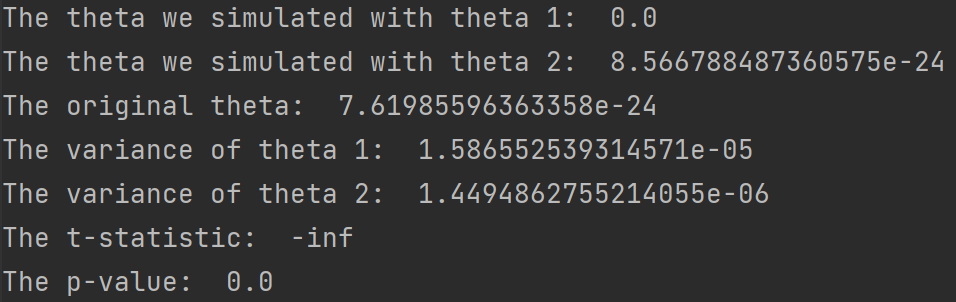 The theta we simulated with theta 1:  0.0
The theta we simulated with theta 2:  8.566788487360575e-24
The original theta:  7.61985596363358e-24
The variance of theta 1:  1.586552539314571e-05
The variance of theta 2:  1.4494862755214055e-06
The t-statistic:  -inf
The p-value:  0.0